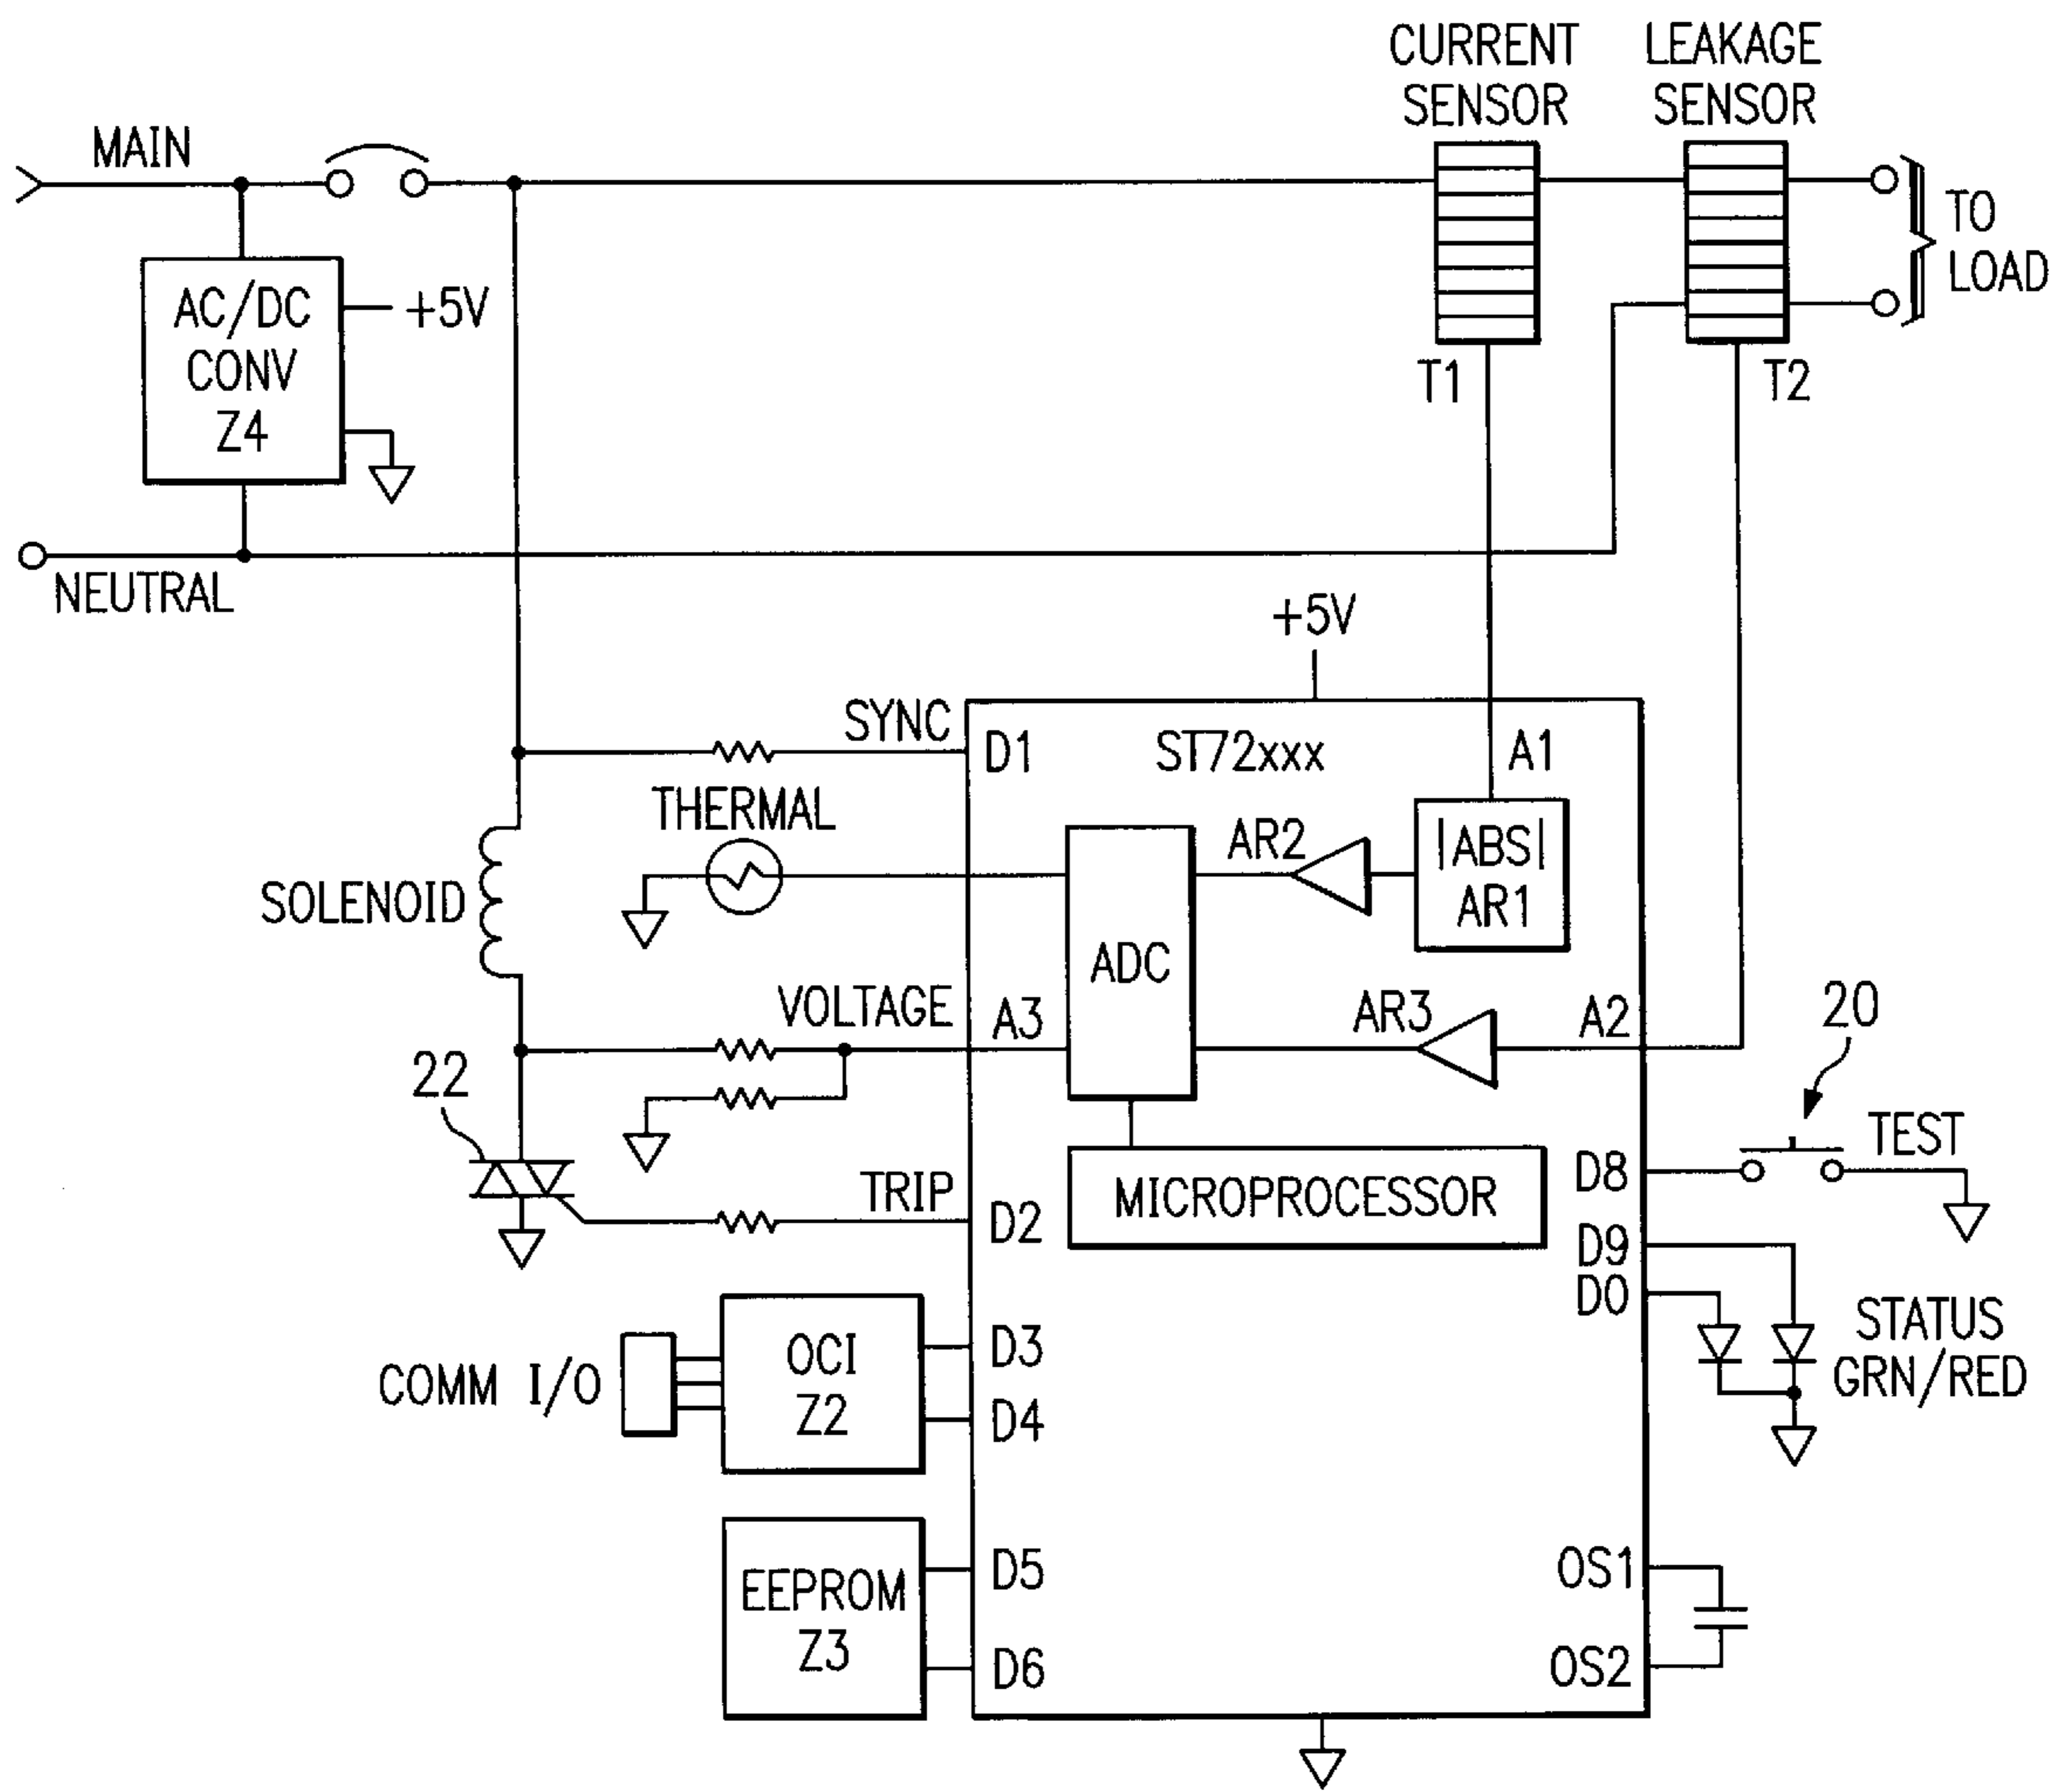 CURRENT
SENSOR
LEAKAGE
SENSOR
MAIN
TO
LOAD
AC/DC
CONV
Z4
+5V
T1
T2
NEUTRAL
+5V
SYNC
D1
ST72xxx
A1
THERMAL
AR2
|ABS|
AR1
SOLENOID
ADC
VOLTAGE
A3
AR3
A2
20
22
TEST
TRIP
D2
MICROPROCESSOR
D8
D9
D0
STATUS
GRN/RED
COMM I/O
OCI
Z2
D3
D4
EEPROM
Z3
D5
D6
OS1
OS2